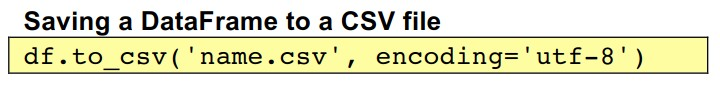 Saving a DataFrame to a CSV file
df.to_csv('name.csv', encoding='utf-8')